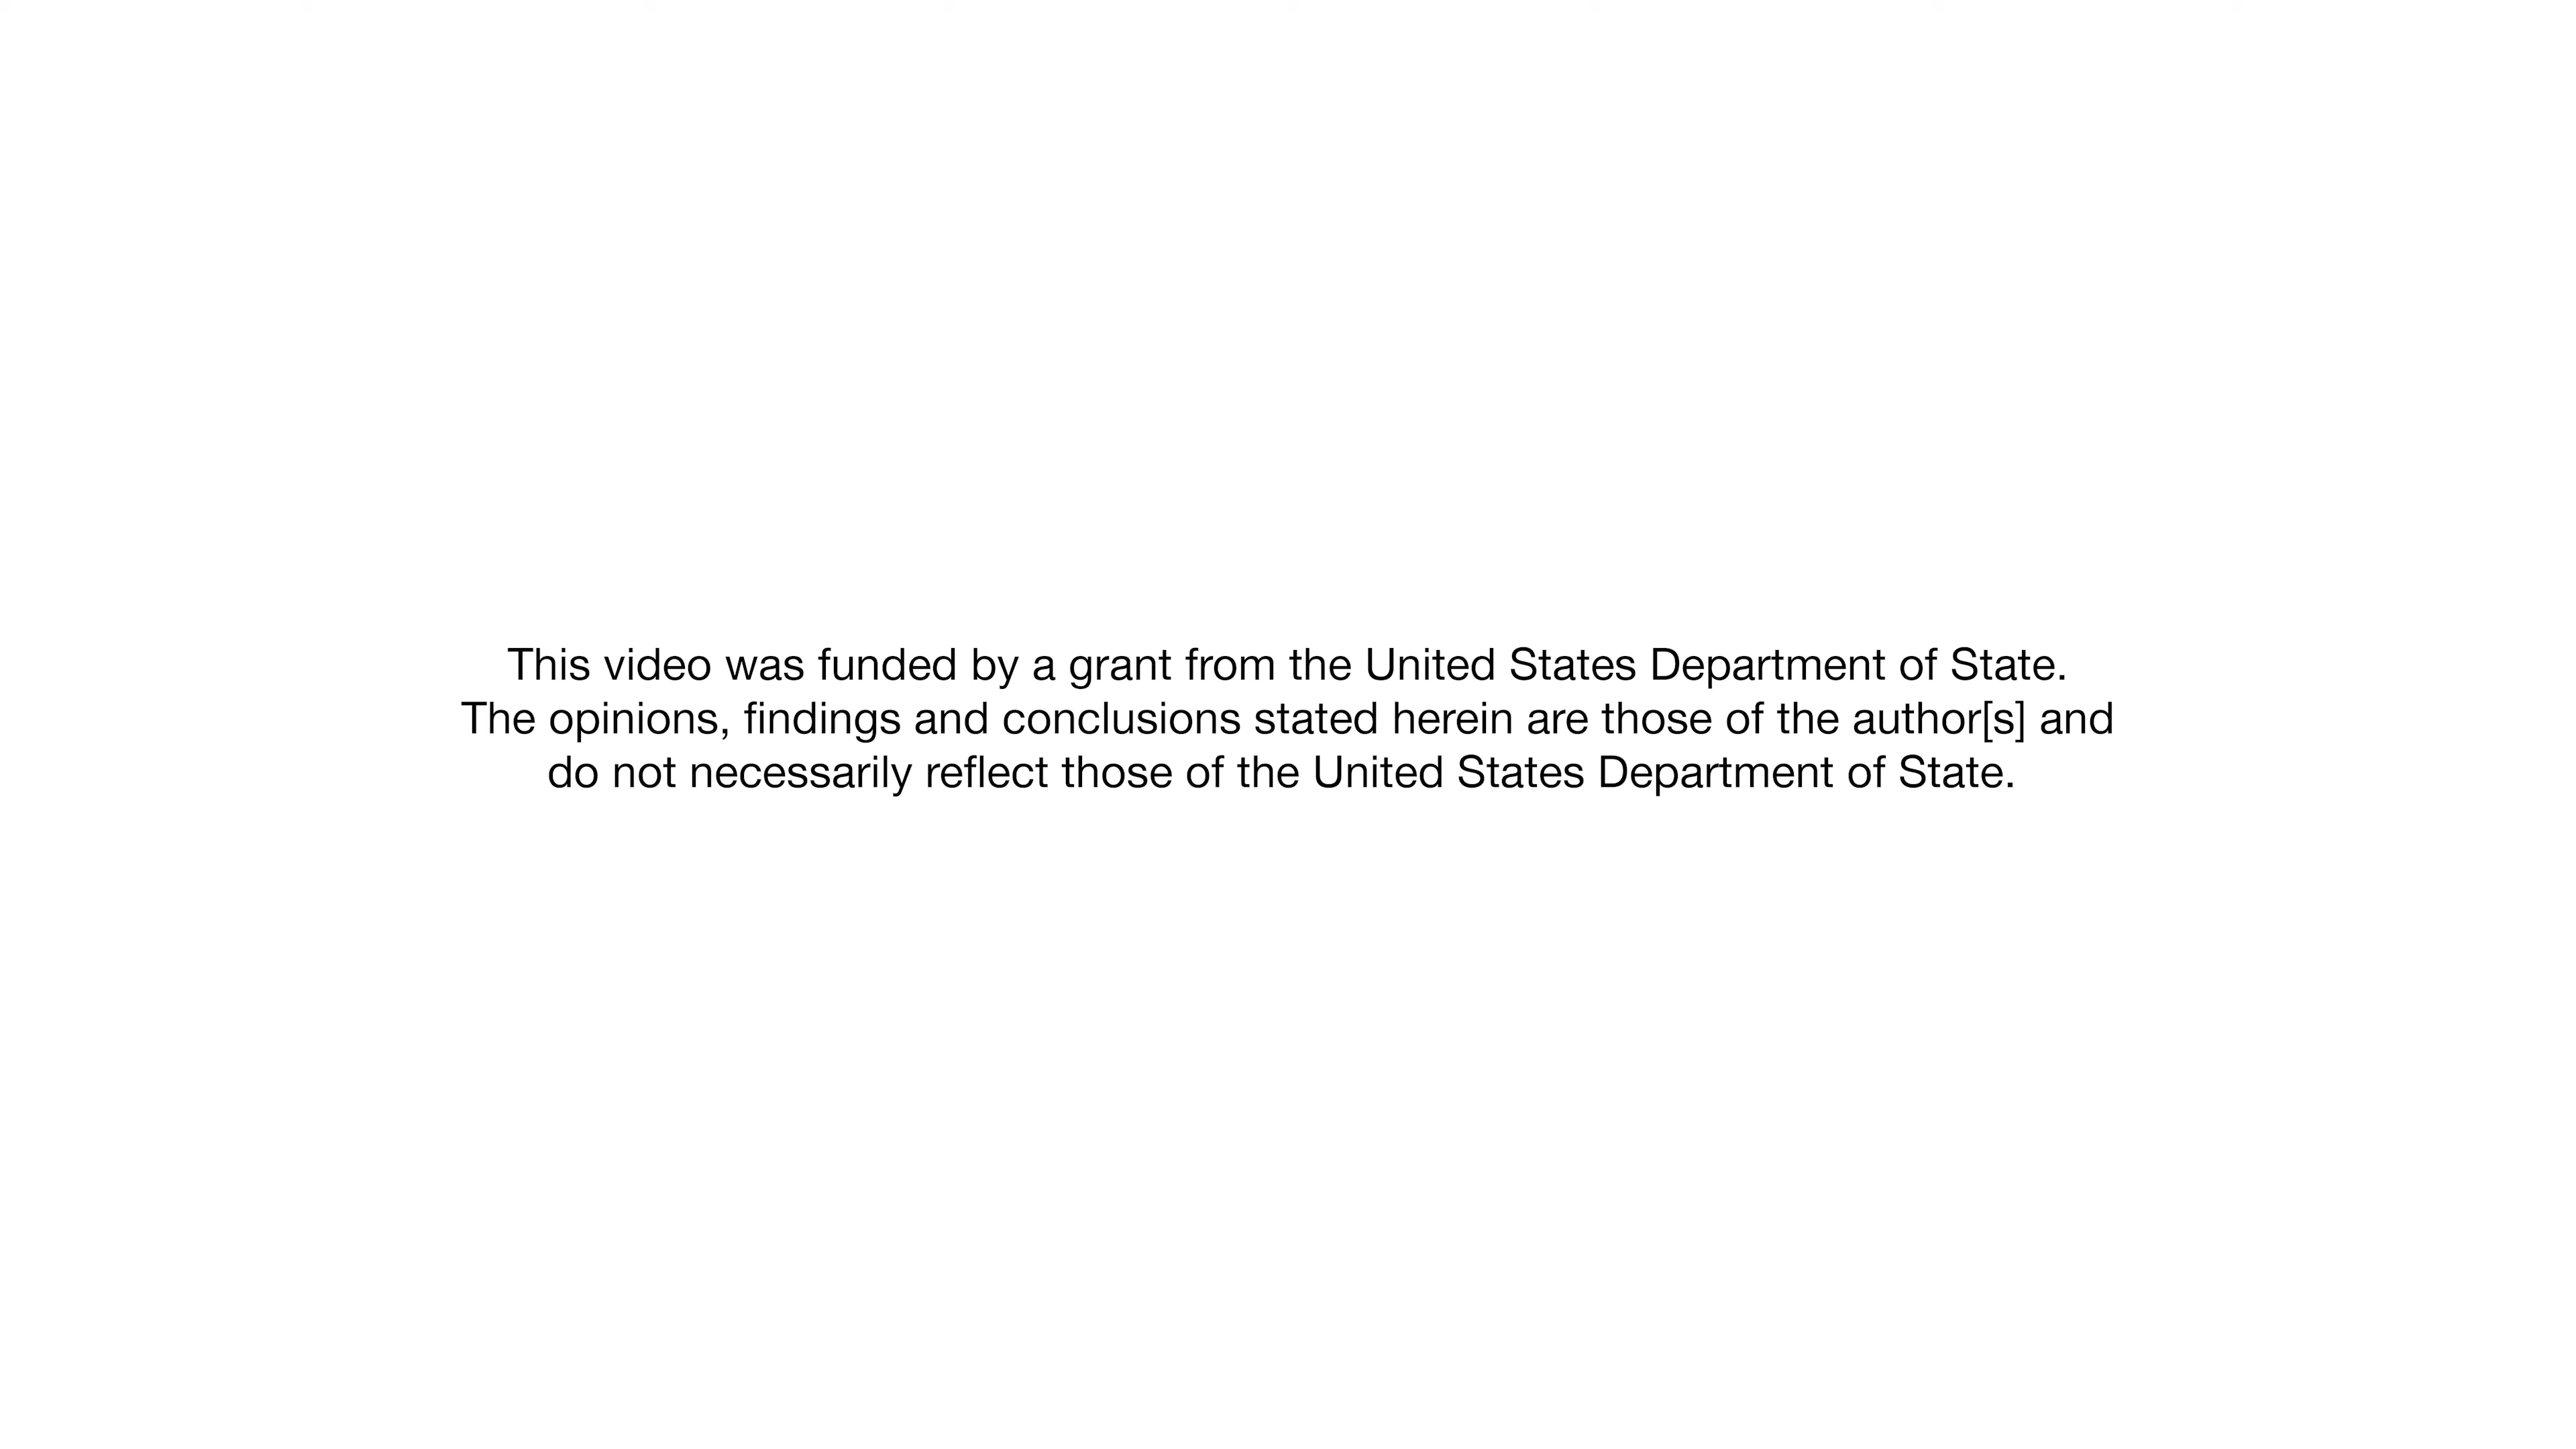 This video was funded by a grant from the United States Department of State.
The opinions, findings and conclusions stated herein are those of the author[s] and
do not necessarily reflect those of the United States Department of State.